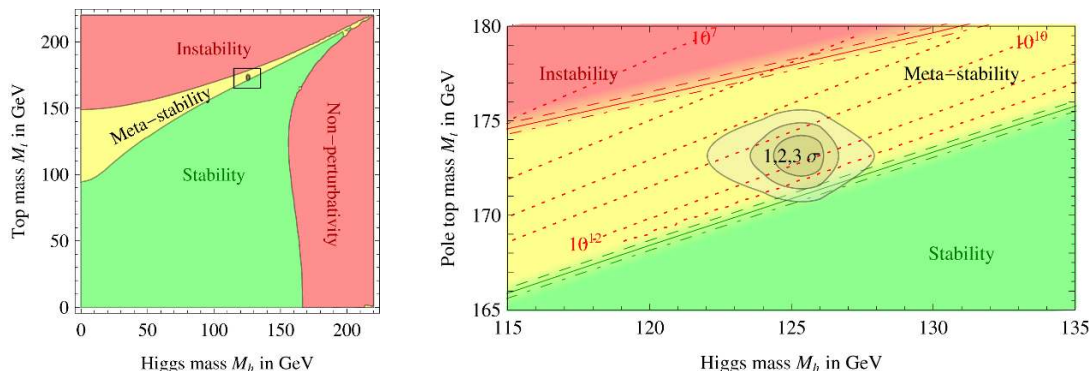 200
150
100
50
0
0
50
100
150
200
Top mass M_t in GeV
Higgs mass M_h in GeV
Instability
Meta-stability
Stability
Non-perturbativity
180
175
170
165
115
120
125
130
135
Pole top mass M_t in GeV
Higgs mass M_h in GeV
10^7
10^10
Instability
Meta-stability
1,2,3 σ
10^12
Stability